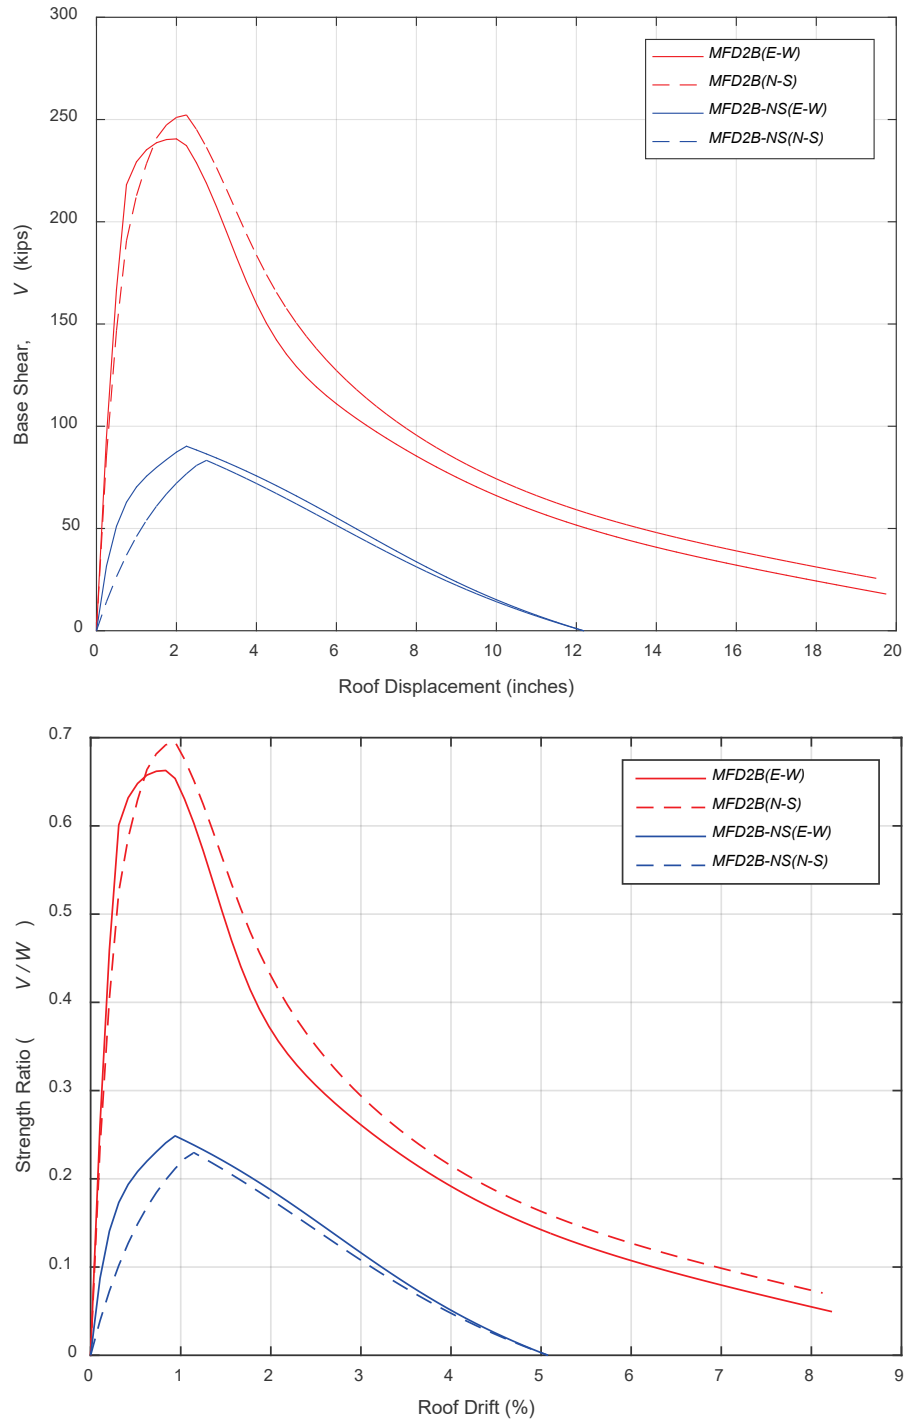 300
250
200
150
100
50
0
Base Shear, V (kips)
MFD2B(E-W)
MFD2B(N-S)
MFD2B-NS(E-W)
MFD2B-NS(N-S)
0 2 4 6 8 10 12 14 16 18 20
Roof Displacement (inches)
0.7
0.6
0.5
0.4
0.3
0.2
0.1
0
Strength Ratio ( V / W )
MFD2B(E-W)
MFD2B(N-S)
MFD2B-NS(E-W)
MFD2B-NS(N-S)
0 1 2 3 4 5 6 7 8 9
Roof Drift (%)